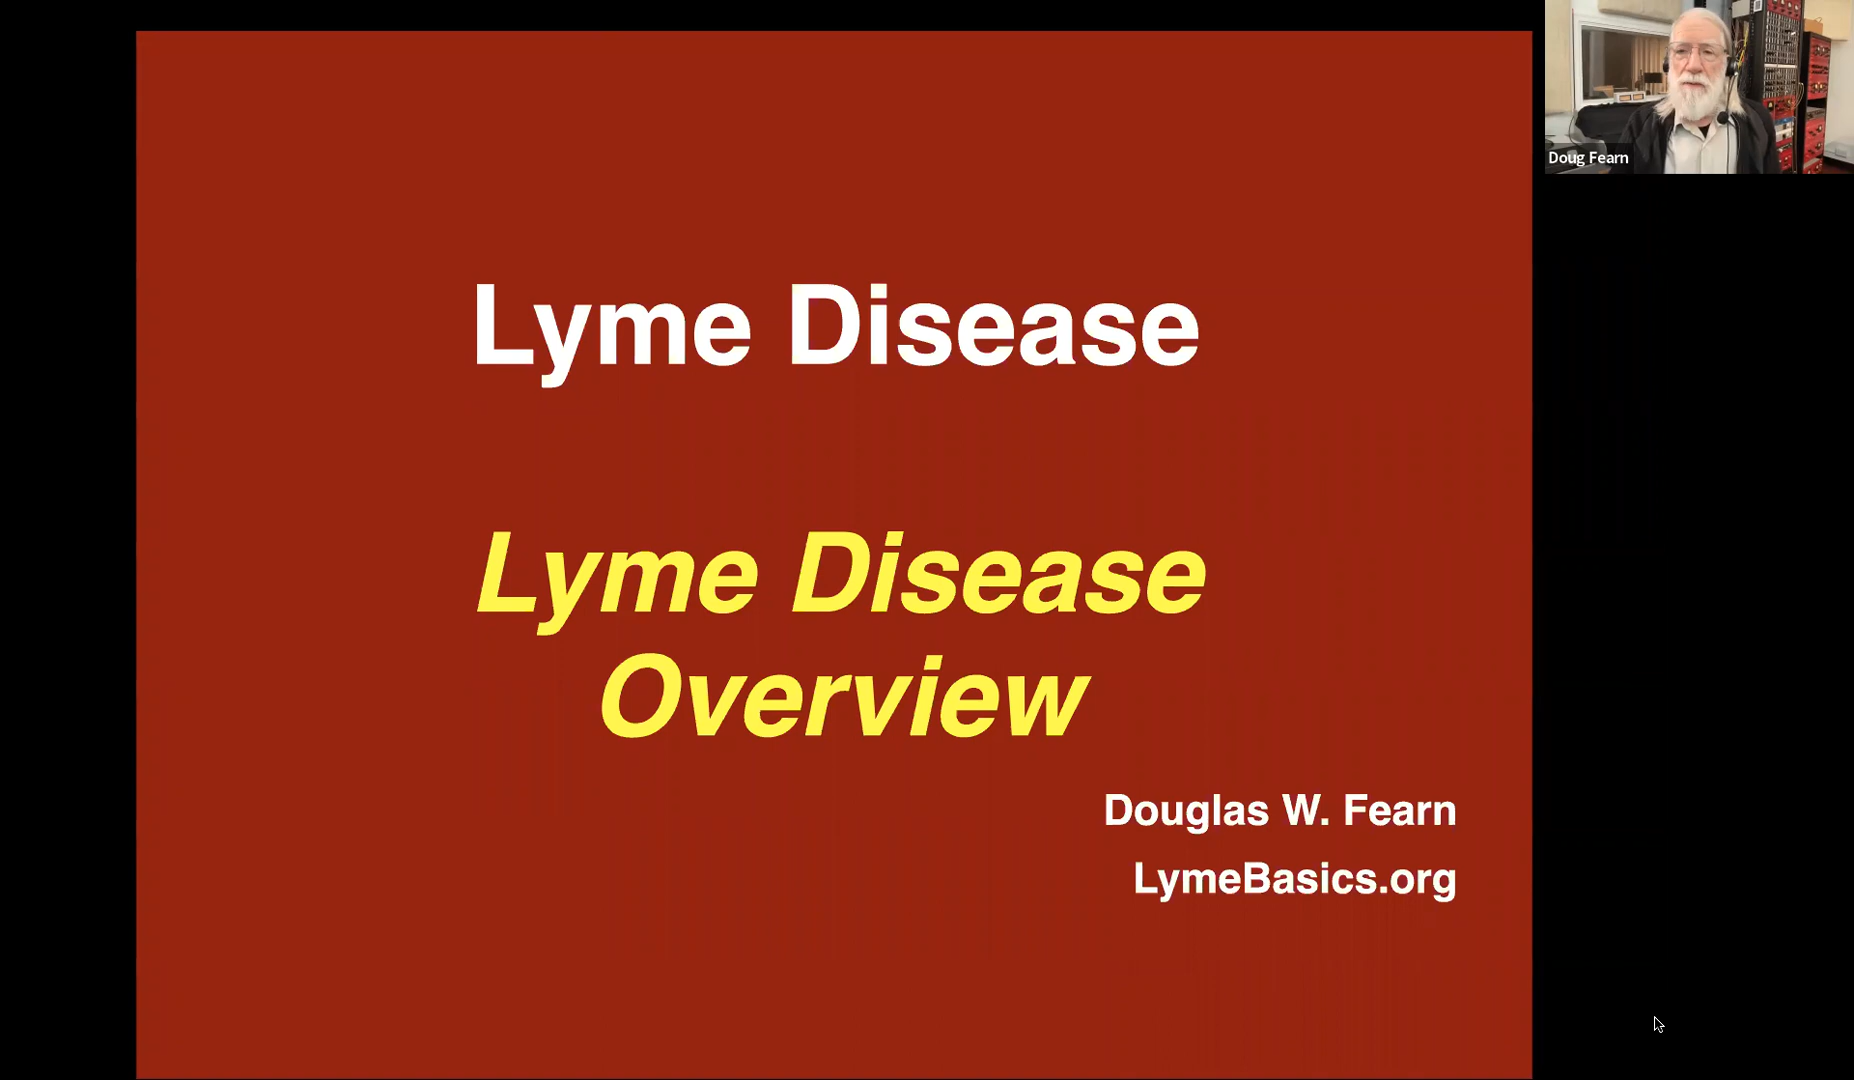 Lyme Disease
Lyme Disease
Overview
Douglas W. Fearn
LymeBasics.org
Doug Fearn